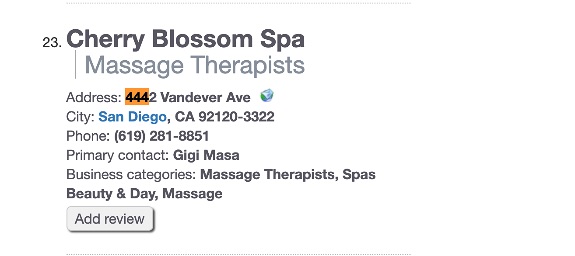 23. Cherry Blossom Spa
Massage Therapists
Address: 4442 Vandever Ave
City: San Diego, CA 92120-3322
Phone: (619) 281-8851
Primary contact: Gigi Masa
Business categories: Massage Therapists, Spas
Beauty & Day, Massage
Add review